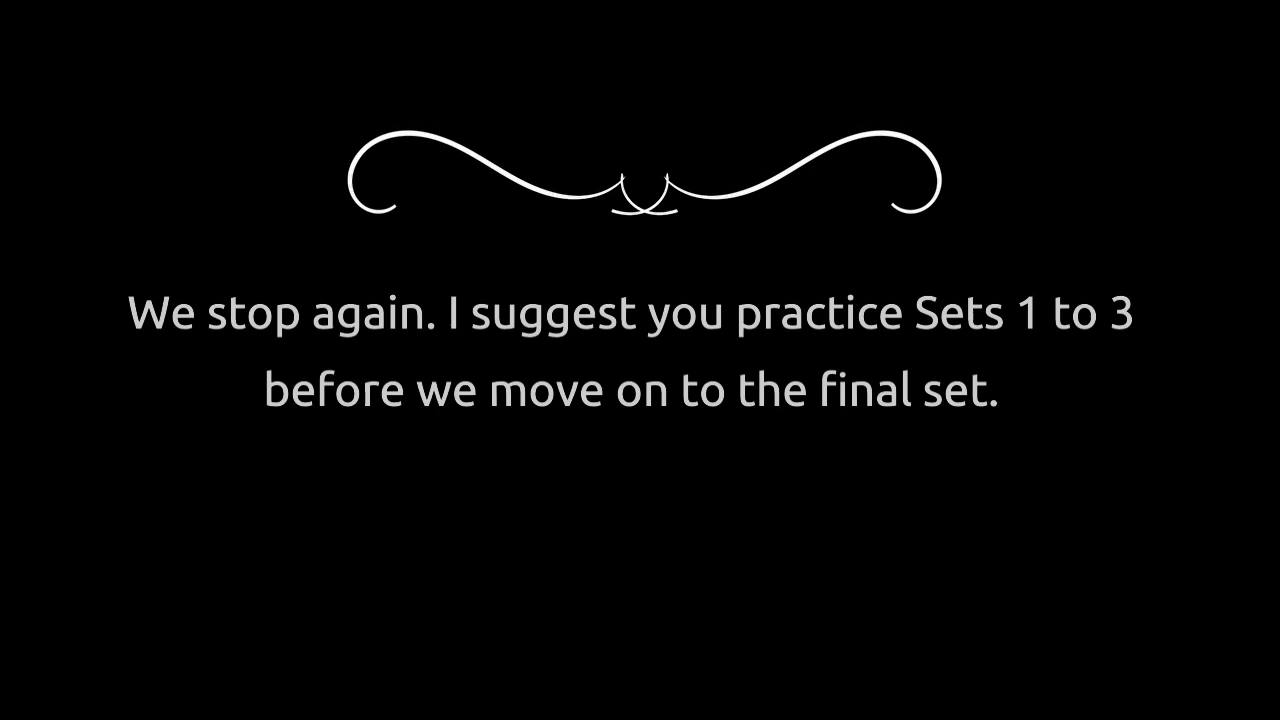 We stop again. I suggest you practice Sets 1 to 3
before we move on to the final set.